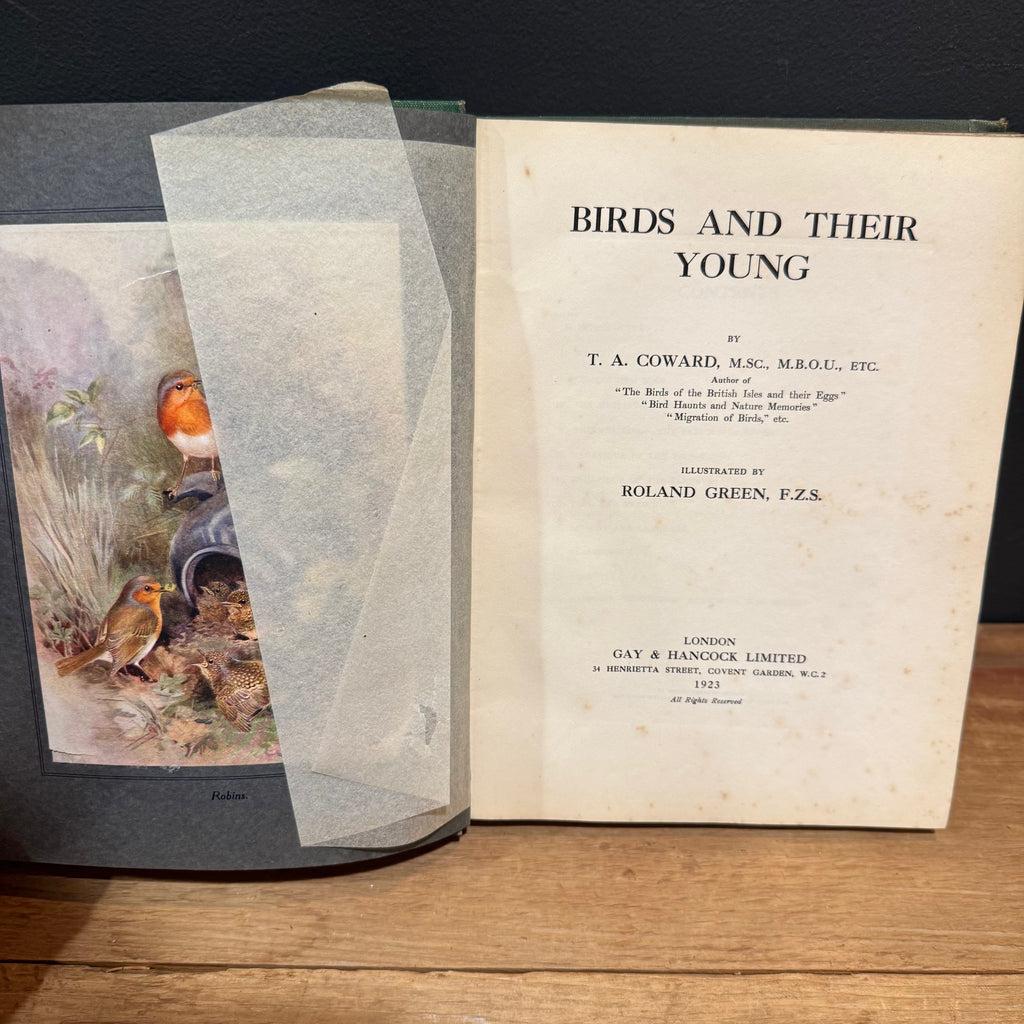 Robins.
BIRDS AND THEIR
YOUNG
BY
T. A. COWARD, M.SC., M.B.O.U., ETC.
Author of
"The Birds of the British Isles and their Eggs"
"Bird Haunts and Nature Memories"
"Migration of Birds," etc.
ILLUSTRATED BY
ROLAND GREEN, F.Z.S.
LONDON
GAY & HANCOCK LIMITED
34 HENRIETTA STREET, COVENT GARDEN, W.C.2
1923
All Rights Reserved